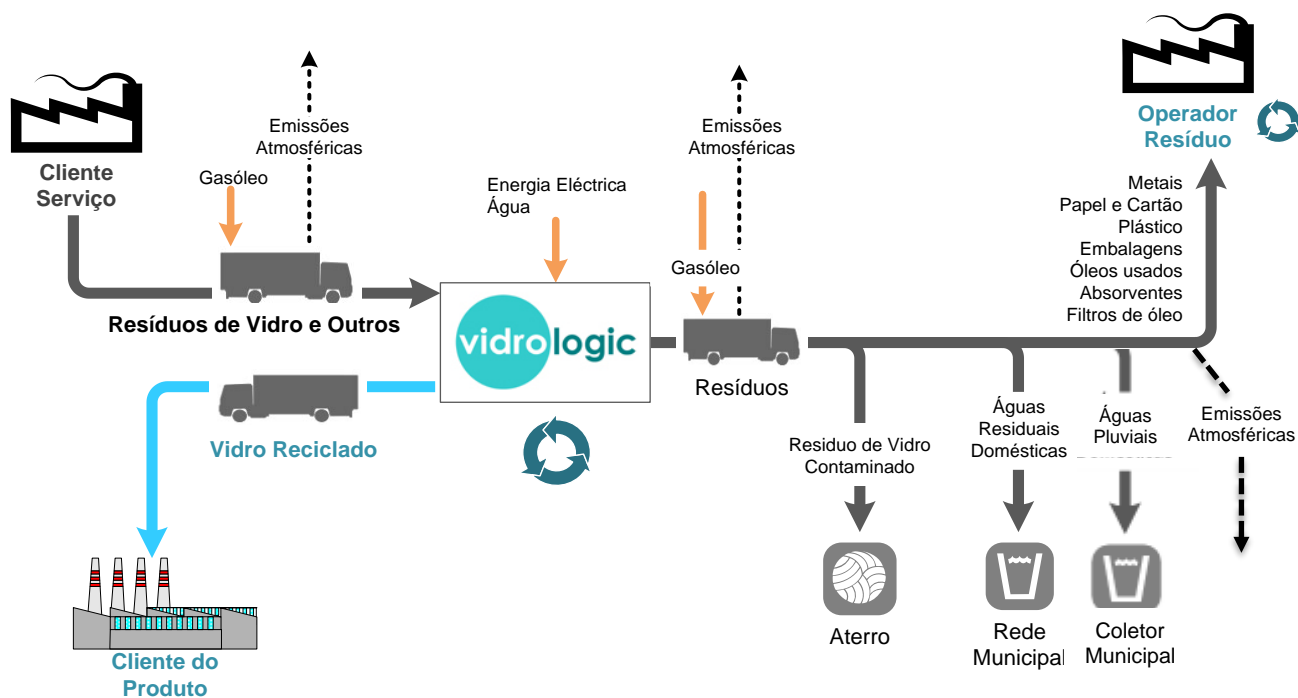 Cliente
Serviço
Gasóleo
Emissões
Atmosféricas
Energia Eléctrica
Água
Emissões
Atmosféricas
Gasóleo
Operador
Resíduo
Metais
Papel e Cartão
Plástico
Embalagens
Óleos usados
Absorventes
Filtros de óleo
Resíduos de Vidro e Outros
vidrologic
Resíduos
Vidro Reciclado
Residuo de Vidro
Contaminado
Águas
Residuais
Domésticas
Águas
Pluviais
Emissões
Atmosféricas
Aterro
Rede
Municipal
Coletor
Municipal
Cliente do
Produto